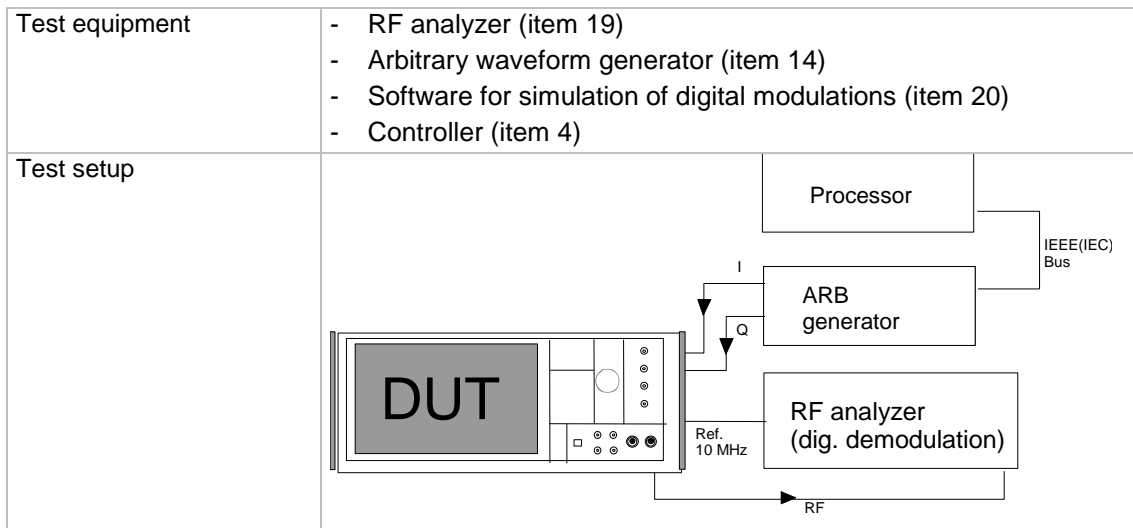 Test equipment
- RF analyzer (item 19)
- Arbitrary waveform generator (item 14)
- Software for simulation of digital modulations (item 20)
- Controller (item 4)
Test setup
Processor
IEEE(IEC)
Bus
I
ARB
generator
Q
DUT
RF analyzer
(dig. demodulation)
Ref.
10 MHz
RF